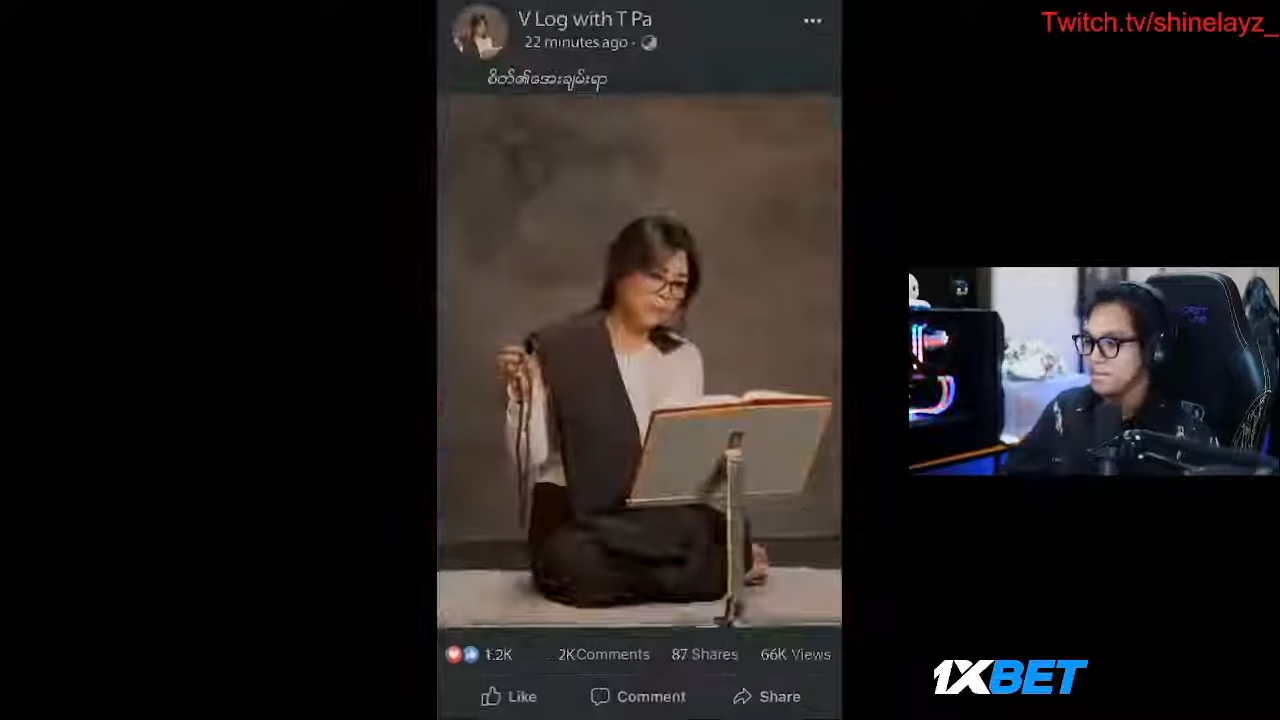 V Log with T Pa
22 minutes ago ·
စိတ်၏အေးချမ်းရာ
1.2K 2K Comments 87 Shares 66K Views
Like Comment Share
Twitch.tv/shinelayz_
1XBET